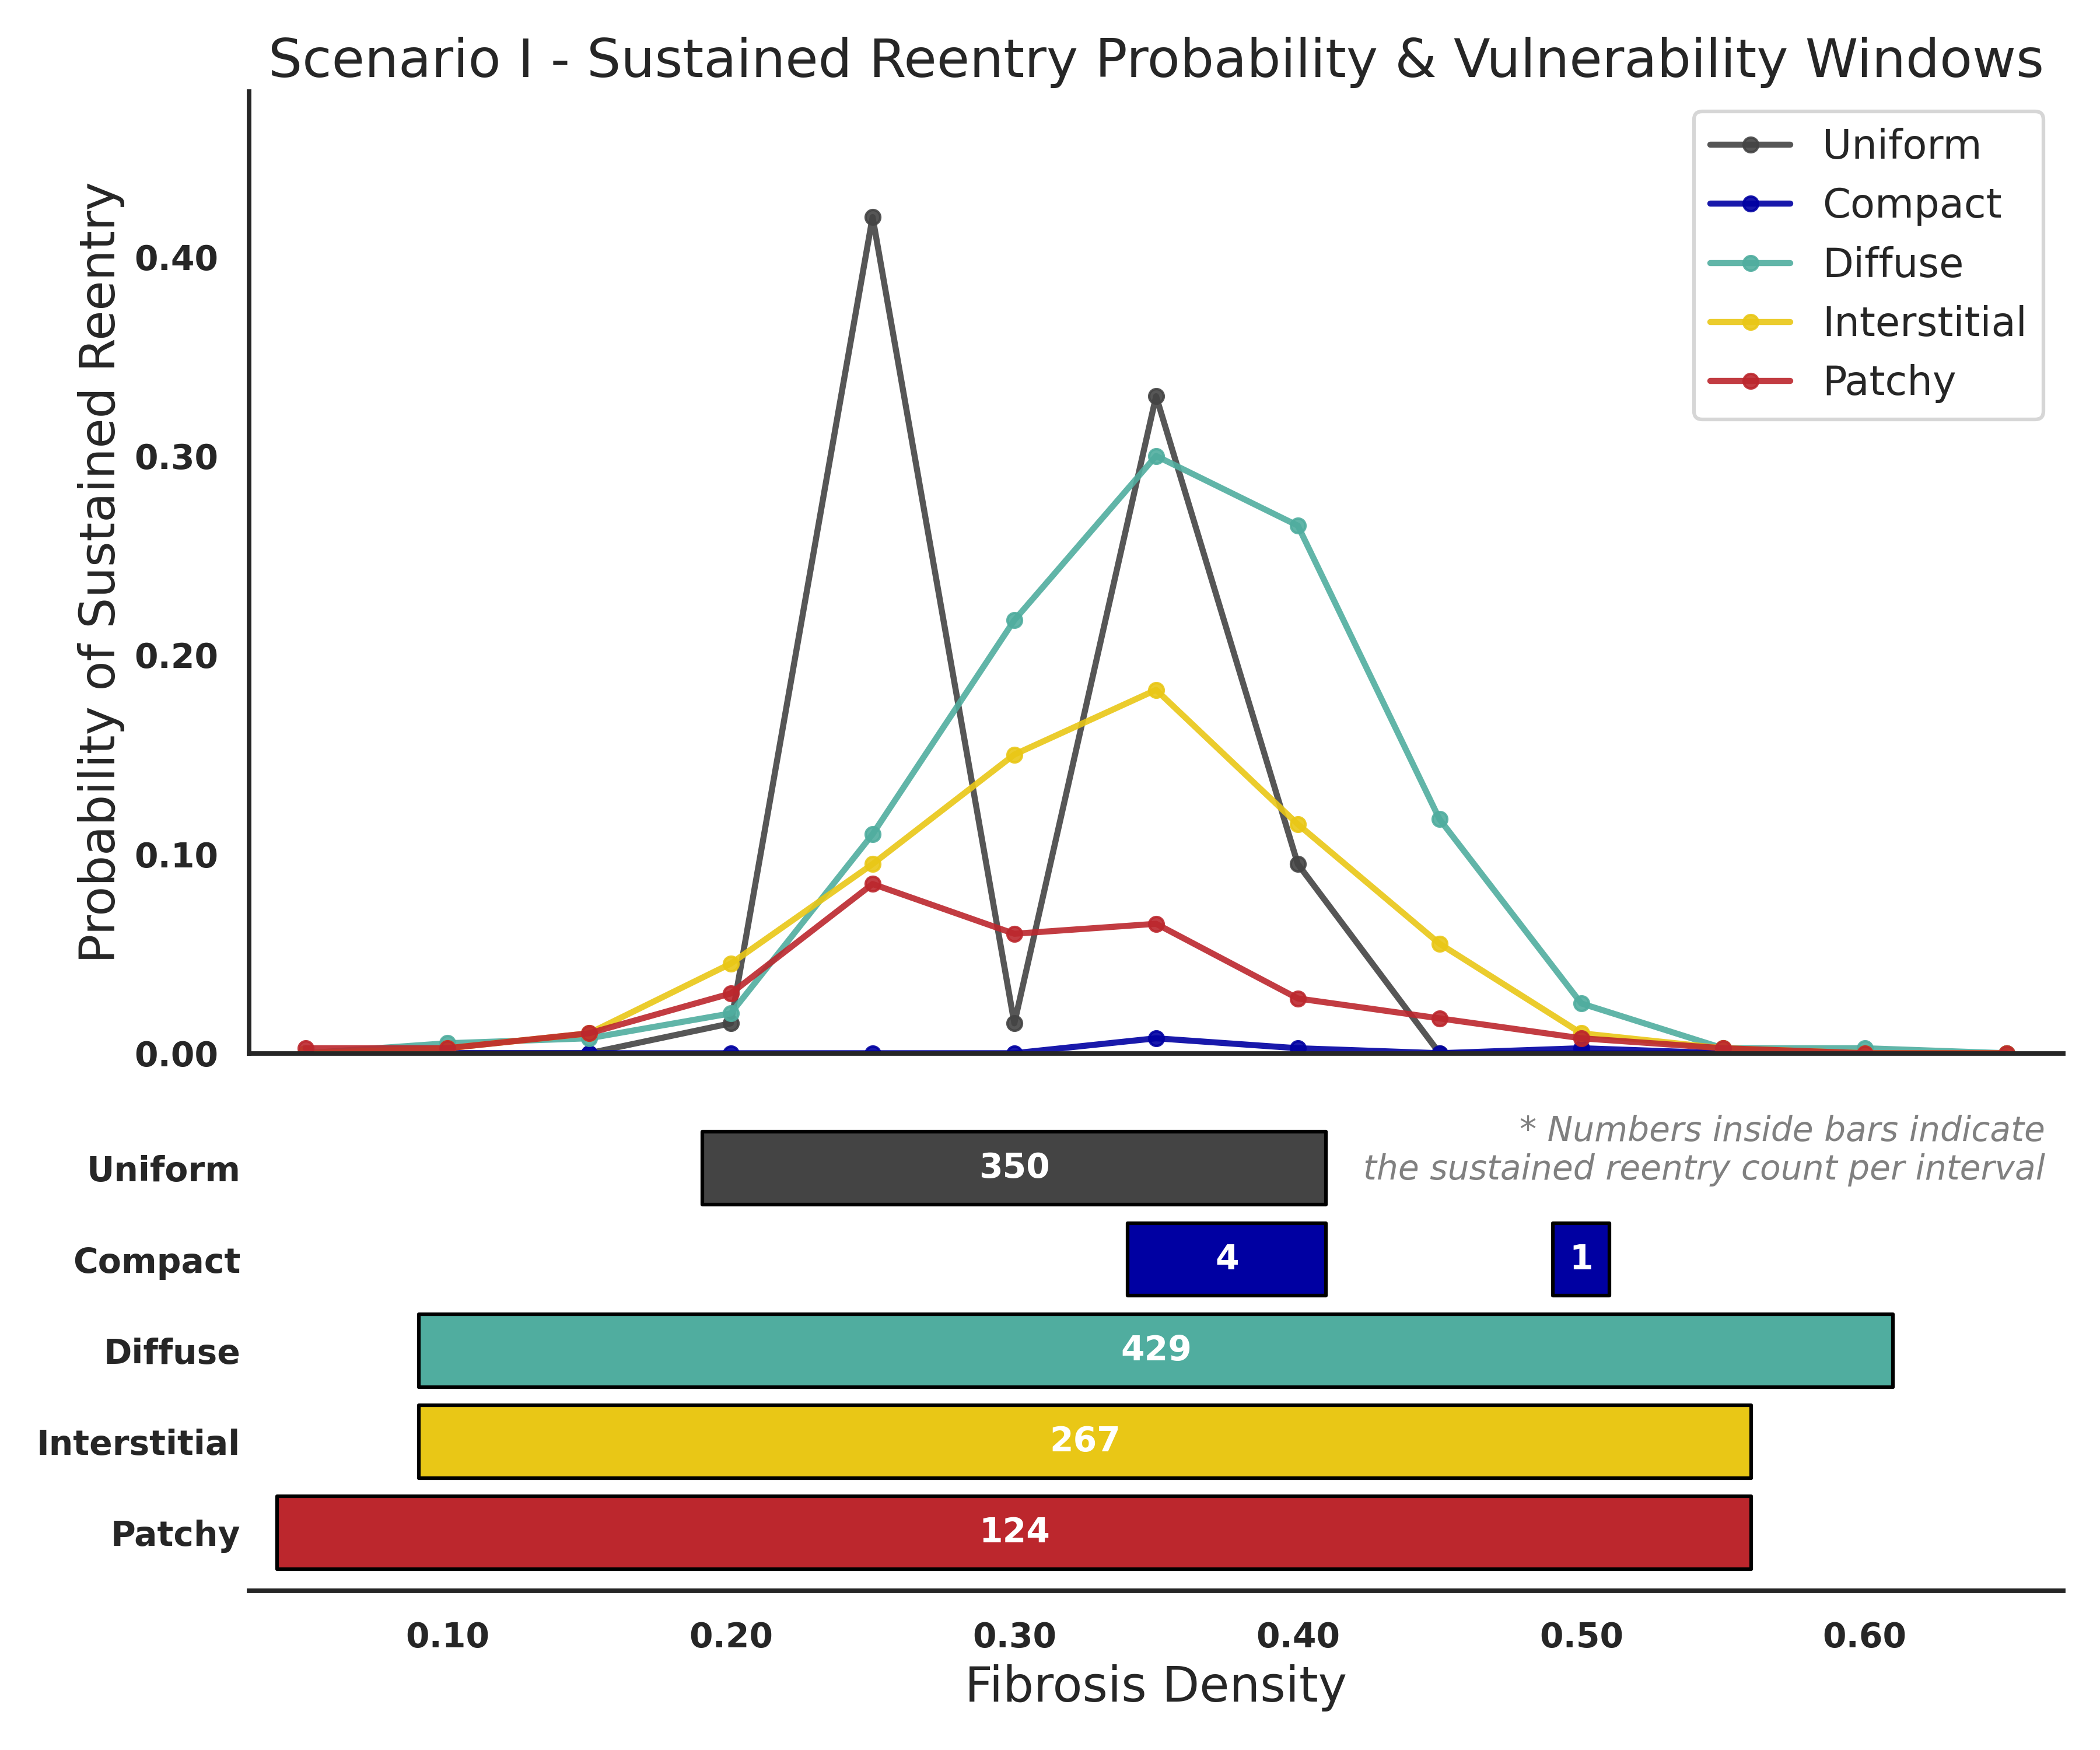 Scenario I - Sustained Reentry Probability & Vulnerability Windows
Probability of Sustained Reentry
0.40
0.30
0.20
0.10
0.00
Uniform
Compact
Diffuse
Interstitial
Patchy
* Numbers inside bars indicate
the sustained reentry count per interval
Uniform
350
Compact
4
1
Diffuse
429
Interstitial
267
Patchy
124
0.10
0.20
0.30
0.40
0.50
0.60
Fibrosis Density